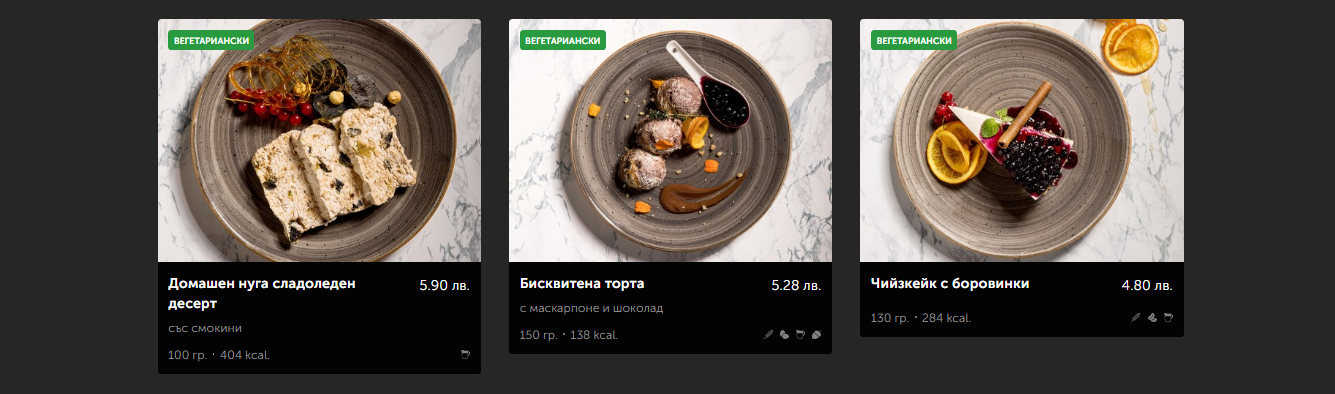 ВЕГЕТАРИАНСКИ
Домашен нуга сладоледен
десерт
5.90 лв.
със смокини
100 гр. · 404 kcal.
ВЕГЕТАРИАНСКИ
Бисквитена торта
5.28 лв.
с маскарпоне и шоколад
150 гр. · 138 kcal.
ВЕГЕТАРИАНСКИ
Чийзкейк с боровинки
4.80 лв.
130 гр. · 284 kcal.